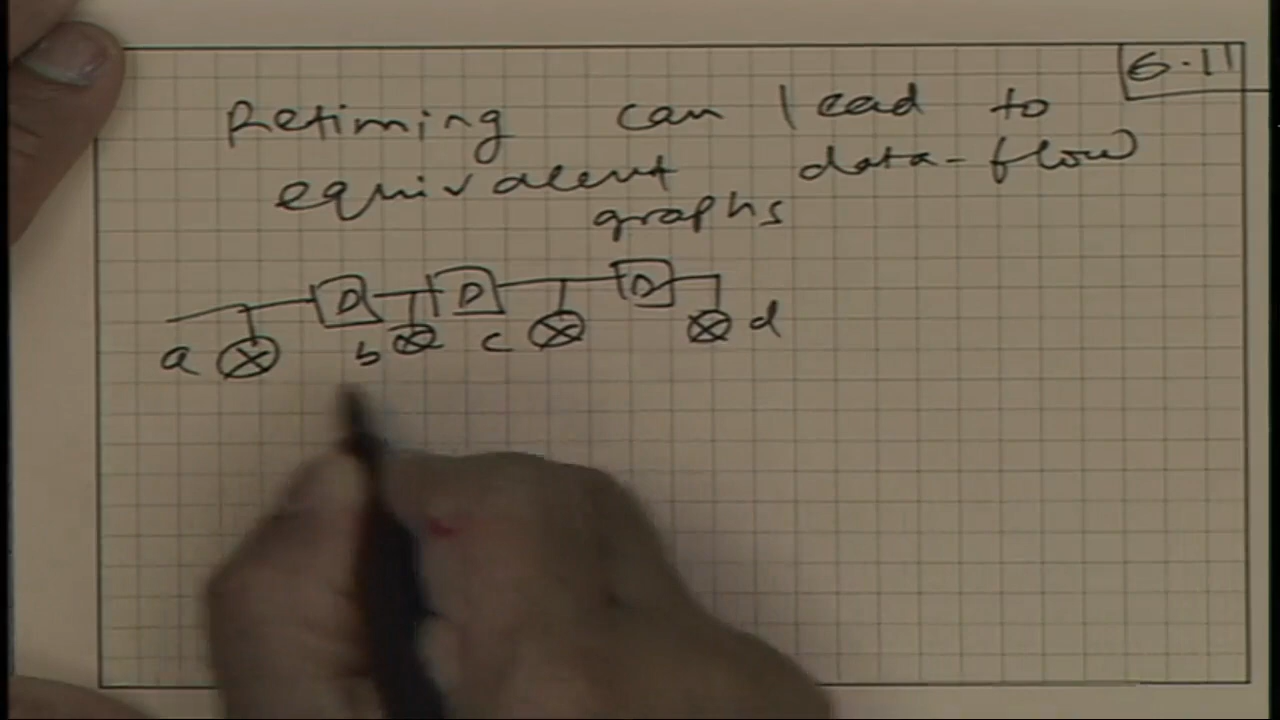 6.11
Retiming can lead to
equivalent data-flow
graphs
D D D
a b c d